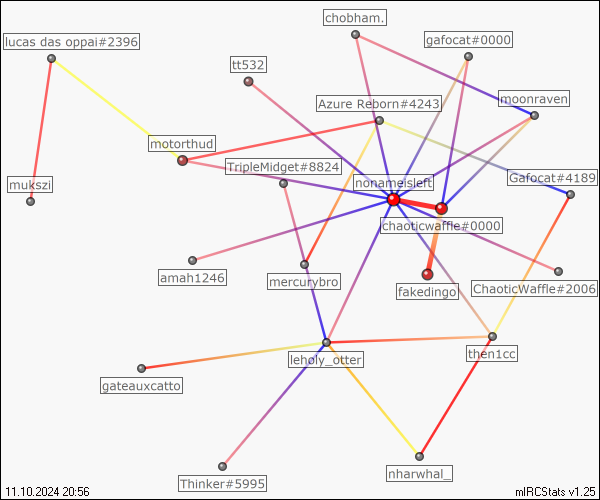 chobham.
lucas das oppai#2396
gafocat#0000
tt532
moonraven
Azure Reborn#4243
motorthud
TripleMidget#8824
Gafocat#4189
mukszi
nonameisleft
chaoticwaffle#0000
amah1246
mercurybro
fakedingo
ChaoticWaffle#2006
leholy_otter
then1cc
gateauxcatto
nharwhal_
Thinker#5995
11.10.2024 20:56
mIRCStats v1.25